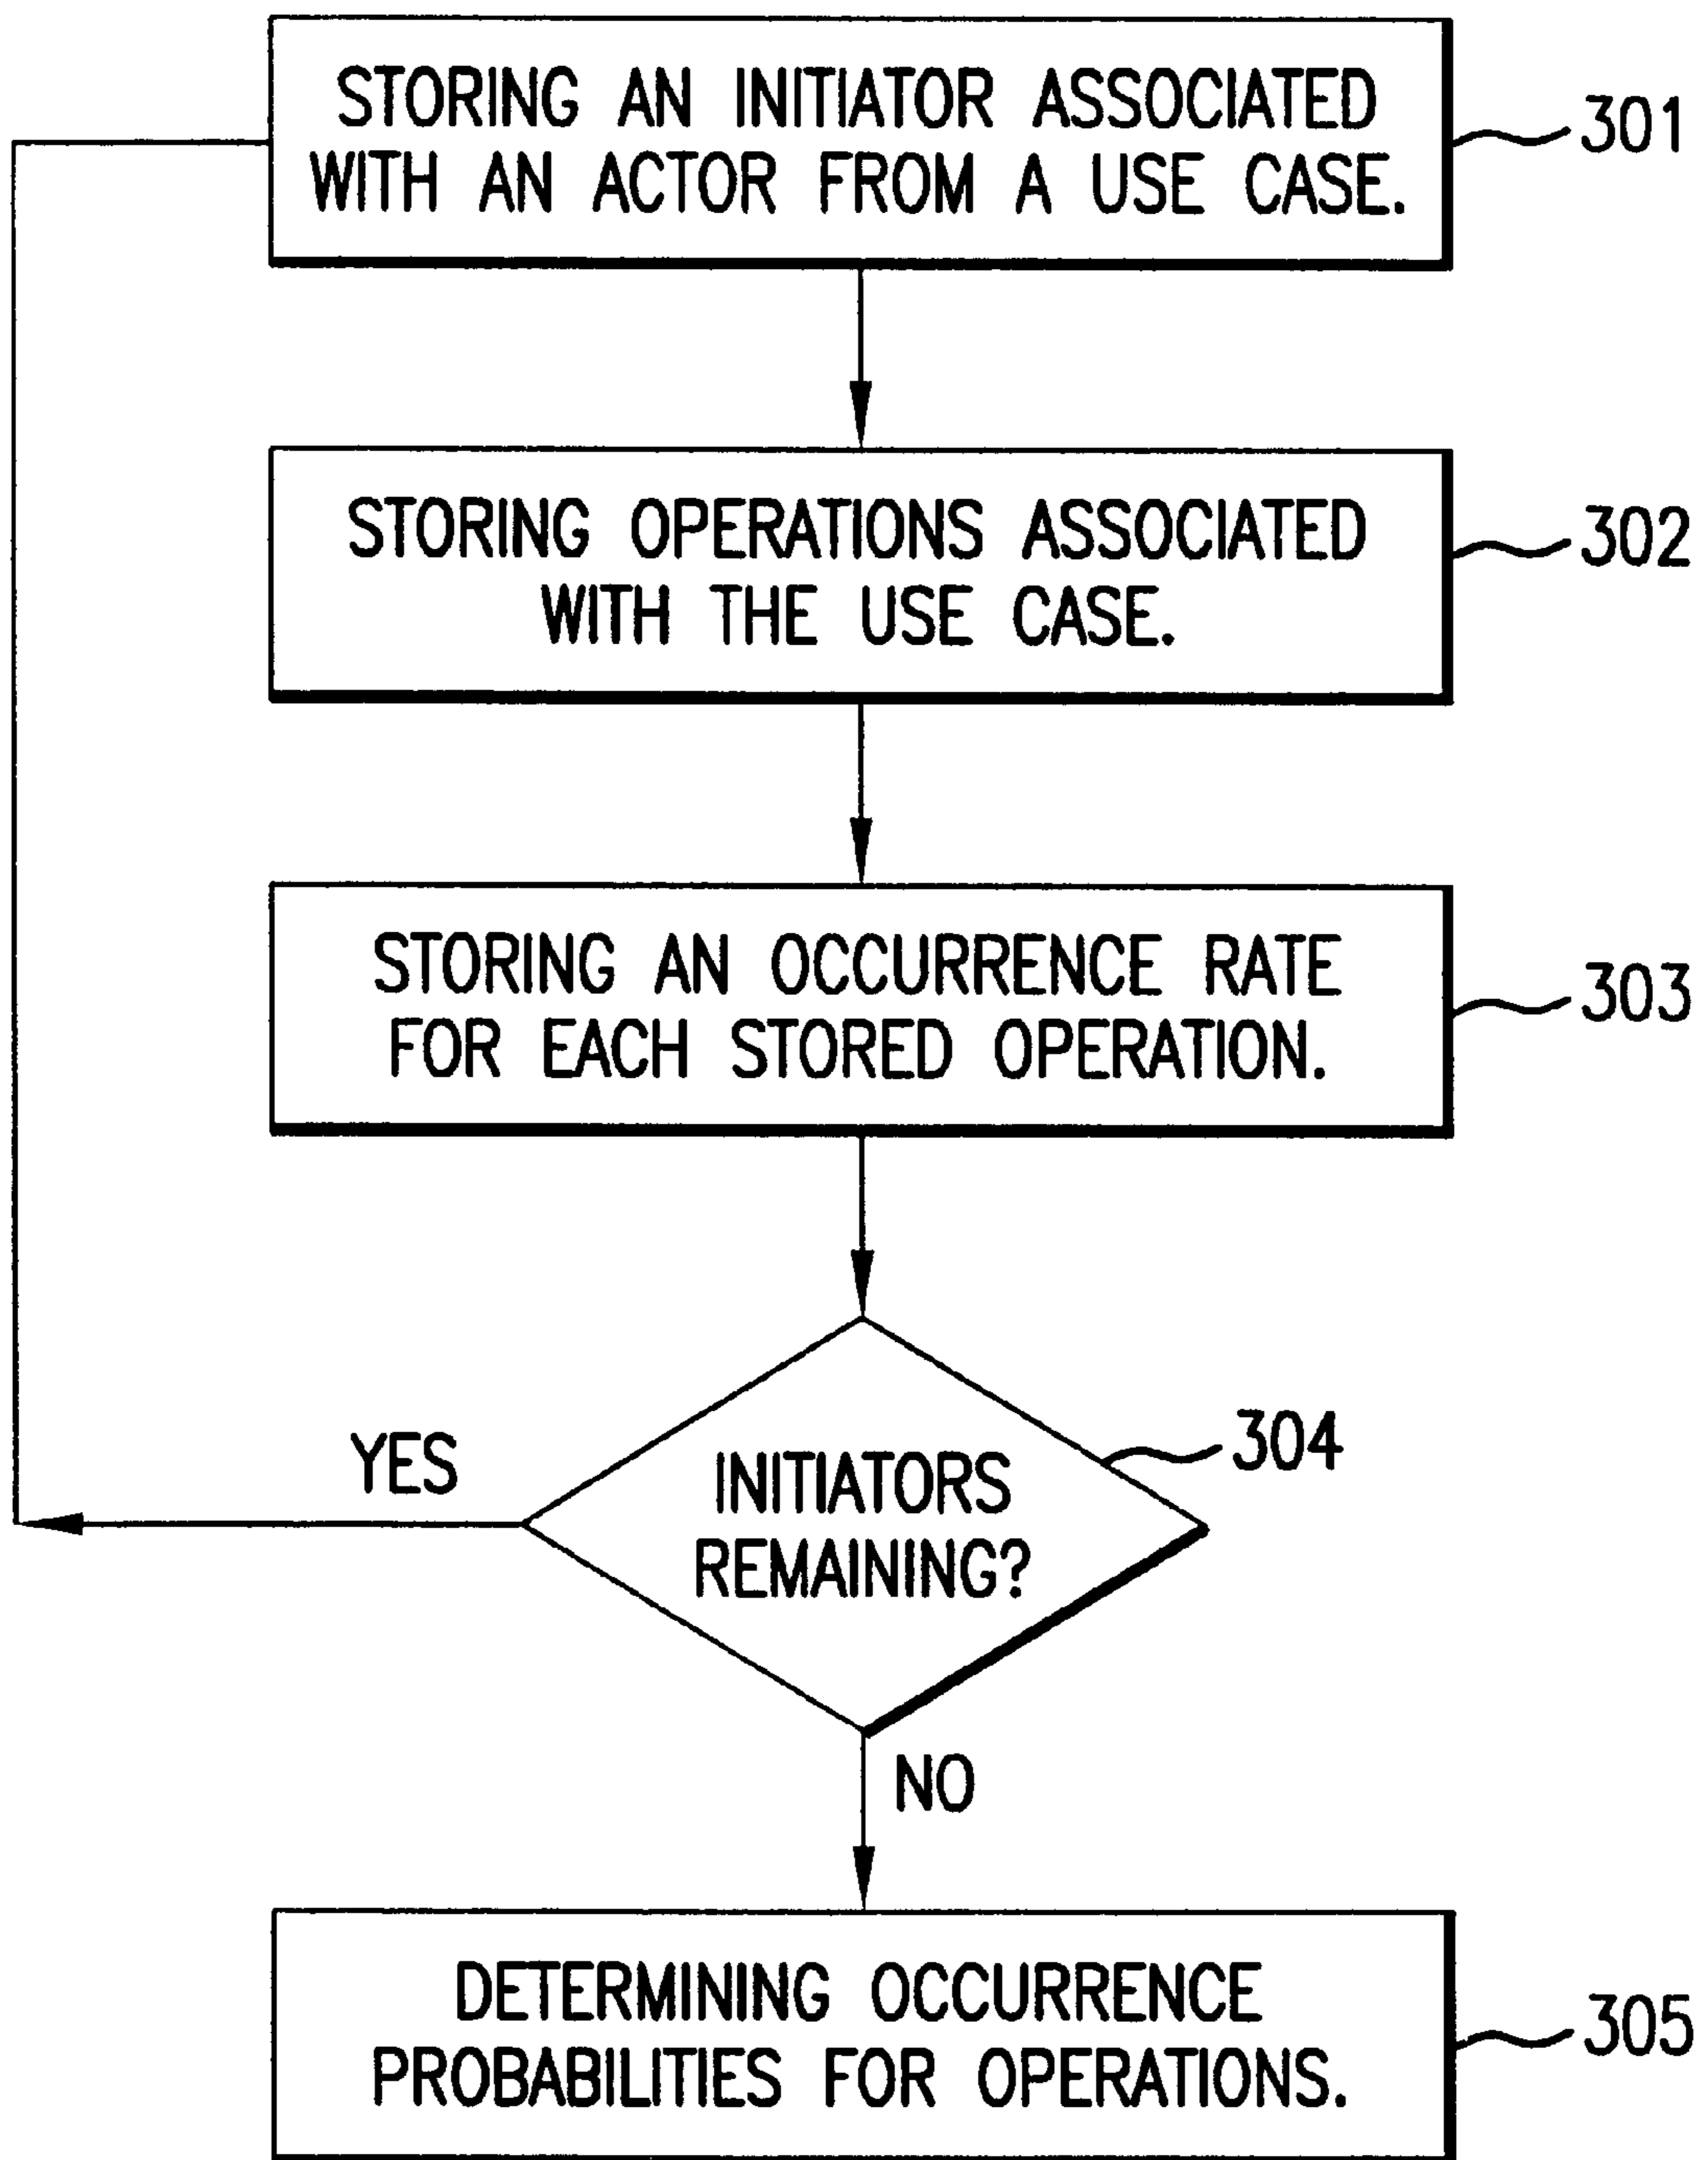 STORING AN INITIATOR ASSOCIATED
WITH AN ACTOR FROM A USE CASE.
301
STORING OPERATIONS ASSOCIATED
WITH THE USE CASE.
302
STORING AN OCCURRENCE RATE
FOR EACH STORED OPERATION.
303
YES
INITIATORS
REMAINING?
304
NO
DETERMINING OCCURRENCE
PROBABILITIES FOR OPERATIONS.
305